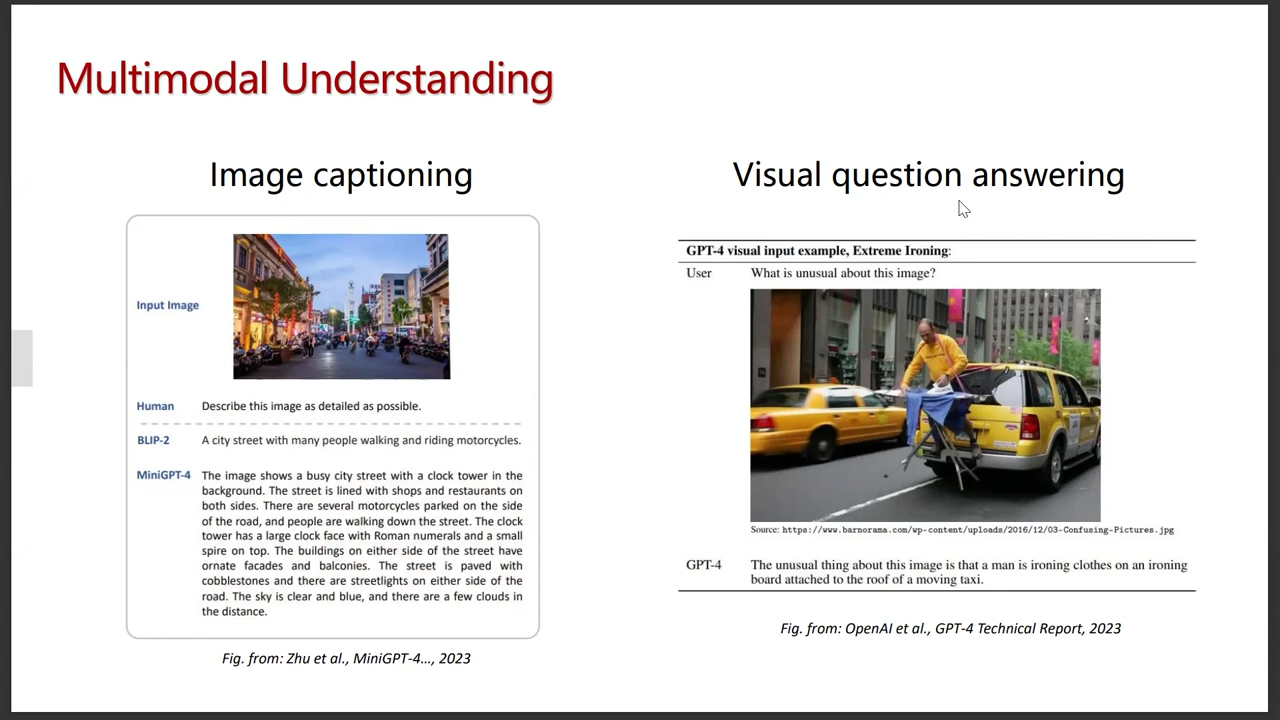 Multimodal Understanding
Image captioning
Input Image
Human Describe this image as detailed as possible.
BLIP-2 A city street with many people walking and riding motorcycles.
MiniGPT-4 The image shows a busy city street with a clock tower in the
background. The street is lined with shops and restaurants on
both sides. There are several motorcycles parked on the side
of the road, and people are walking down the street. The clock
tower has a large clock face with Roman numerals and a small
spire on top. The buildings on either side of the street have
ornate facades and balconies. The street is paved with
cobblestones and there are streetlights on either side of the
road. The sky is clear and blue, and there are a few clouds in
the distance.
Fig. from: Zhu et al., MiniGPT-4..., 2023
Visual question answering
GPT-4 visual input example, Extreme Ironing:
User What is unusual about this image?
Source: https://www.barnorama.com/wp-content/uploads/2016/12/03-Confusing-Pictures.jpg
GPT-4 The unusual thing about this image is that a man is ironing clothes on an ironing
board attached to the roof of a moving taxi.
Fig. from: OpenAI et al., GPT-4 Technical Report, 2023